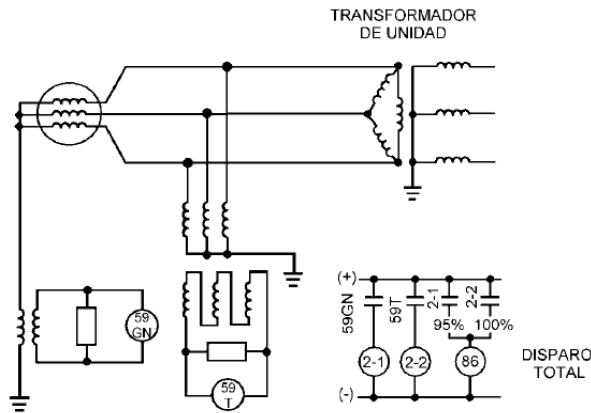 TRANSFORMADOR
DE UNIDAD
59
GN
59
T
(+)
59GN
59T
2-1
2-2
95%
100%
2-1
2-2
86
DISPARO
TOTAL
(-)